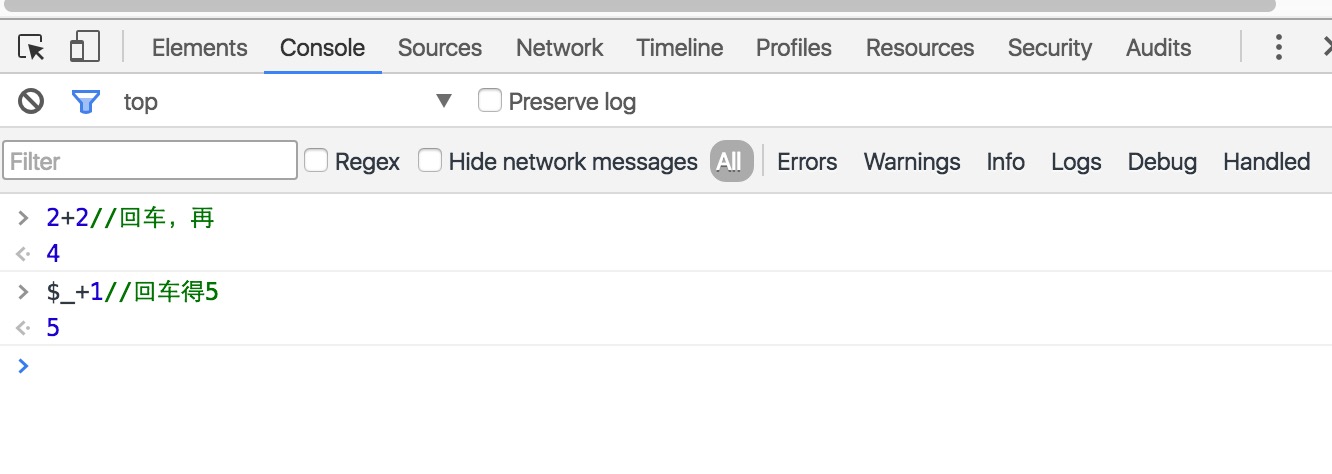 Elements Console Sources Network Timeline Profiles Resources Security Audits
top Preserve log
Filter Regex Hide network messages All Errors Warnings Info Logs Debug Handled
> 2+2//回车，再
4
> $_+1//回车得5
5
>